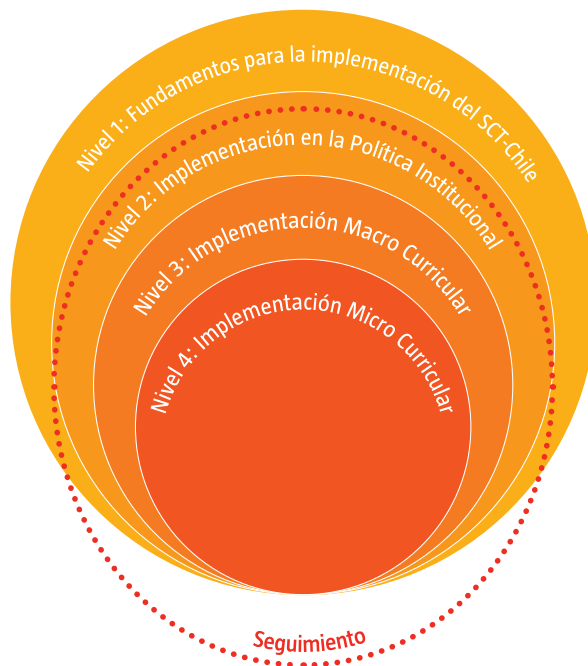 Nivel 1: Fundamentos para la implementación del SCT-Chile
Nivel 2: Implementación en la Política Institucional
Nivel 3: Implementación Macro Curricular
Nivel 4: Implementación Micro Curricular
Seguimiento